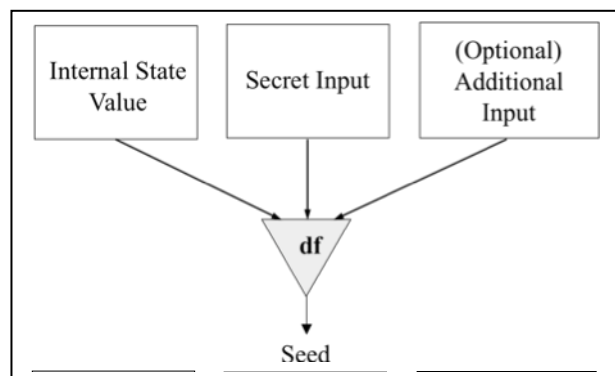 Internal State
Value
Secret Input
(Optional)
Additional
Input
df
Seed